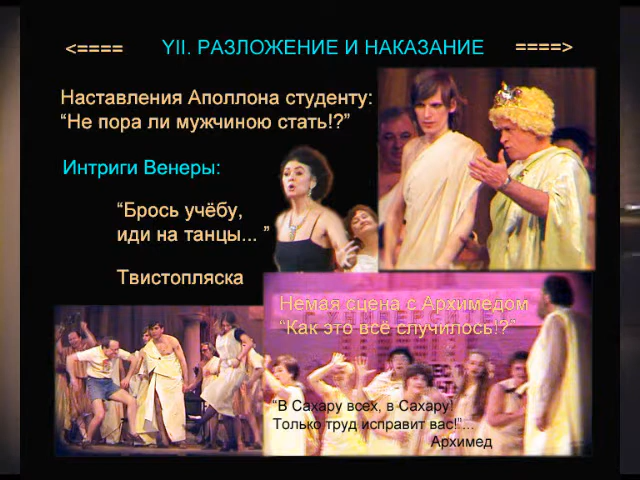 <==== YII. РАЗЛОЖЕНИЕ И НАКАЗАНИЕ ====>
Наставления Аполлона студенту:
“Не пора ли мужчиною стать!?”
Интриги Венеры:
“Брось учёбу,
иди на танцы... ”
Твистопляска
Немая сцена с Архимедом
“Как это всё случилось!?”
“В Сахару всех, в Сахару!
Только труд исправит вас!”...
Архимед